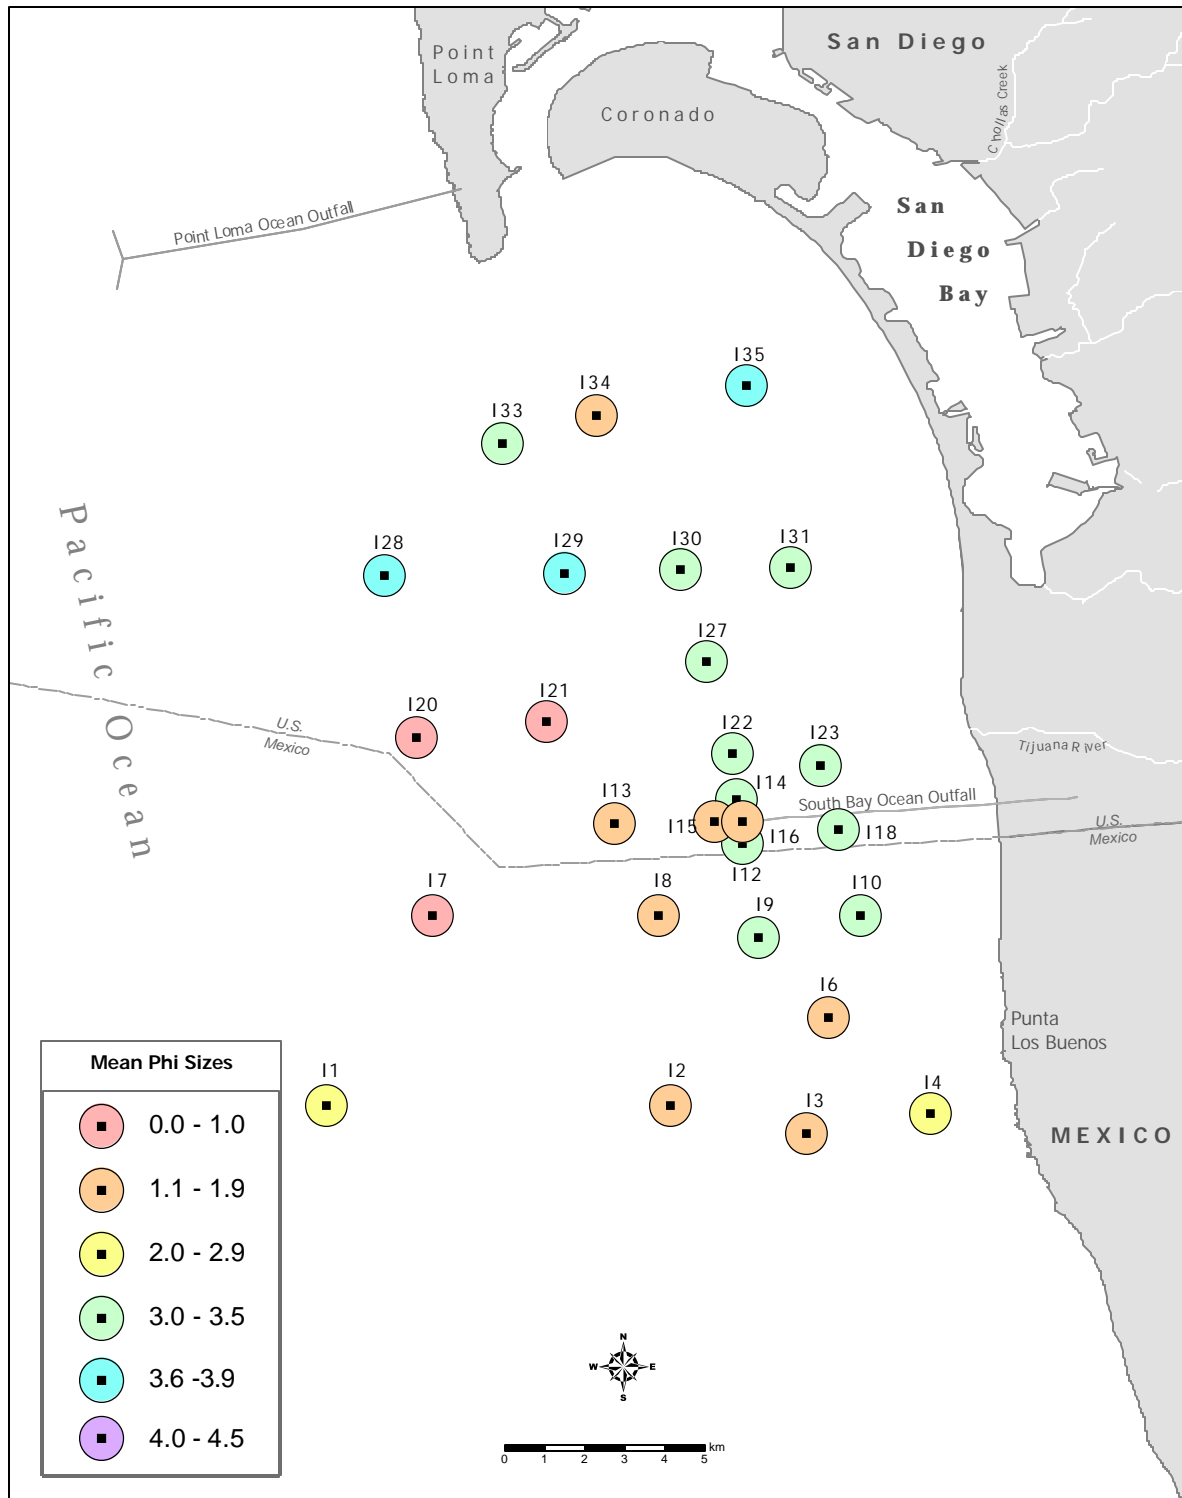 Point
Loma
San Diego
Coronado
Chollas Creek
Point Loma Ocean Outfall
San
Diego
Bay
I35
I34
I33
Pacific Ocean
I28
I29
I30
I31
I27
I20
I21
I22
I23
U.S.
Mexico
Tijuana River
I13
I14
South Bay Ocean Outfall
I15
I16
I18
U.S.
Mexico
I12
I7
I8
I9
I10
I6
Punta
Los Buenos
I1
I2
I3
I4
MEXICO
Mean Phi Sizes
0.0 - 1.0
1.1 - 1.9
2.0 - 2.9
3.0 - 3.5
3.6 -3.9
4.0 - 4.5
N
W E
S
km
0 1 2 3 4 5